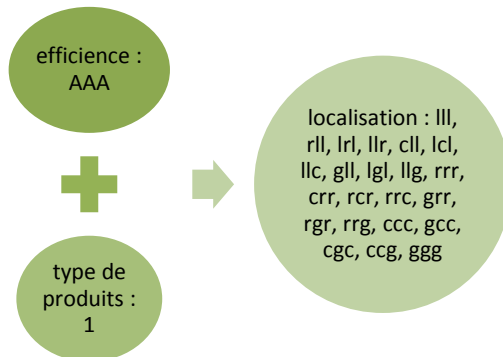 efficience :
AAA
type de
produits :
1
localisation : lll,
rll, lrl, llr, cll, lcl,
llc, gll, lgl, llg, rrr,
crr, rcr, rrc, grr,
rgr, rrg, ccc, gcc,
cgc, ccg, ggg